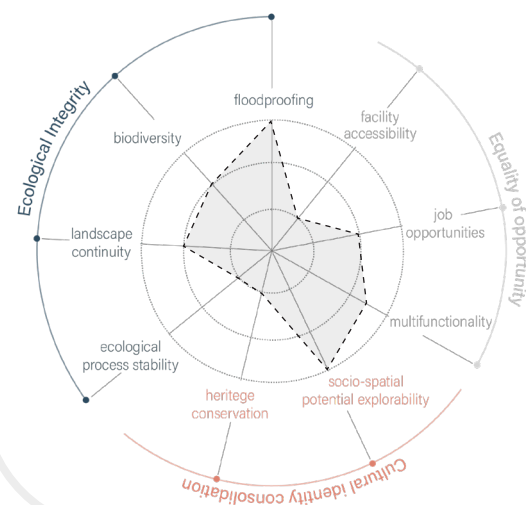 floodproofing
facility
accessibility
biodiversity
Ecological Integrity
Equality of opportunity
job
opportunities
landscape
continuity
multifunctionality
ecological
process stability
socio-spatial
potential explorability
heritege
conservation
Cultural identity consolidation